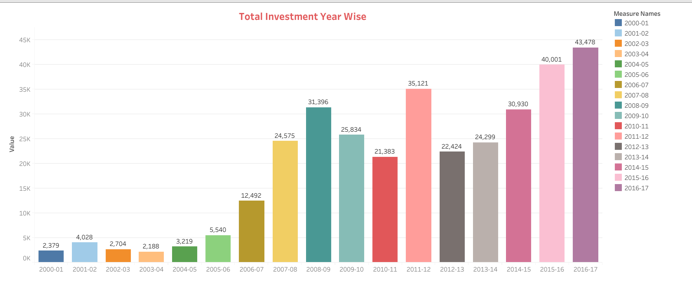 Total Investment Year Wise
Measure Names
2000-01
2001-02
2002-03
2003-04
2004-05
2005-06
2006-07
2007-08
2008-09
2009-10
2010-11
2011-12
2012-13
2013-14
2014-15
2015-16
2016-17
Value
45K
40K
35K
30K
25K
20K
15K
10K
5K
0K
2,379
4,028
2,704
2,188
3,219
5,540
12,492
24,575
31,396
25,834
21,383
35,121
22,424
24,299
30,930
40,001
43,478
2000-01 2001-02 2002-03 2003-04 2004-05 2005-06 2006-07 2007-08 2008-09 2009-10 2010-11 2011-12 2012-13 2013-14 2014-15 2015-16 2016-17